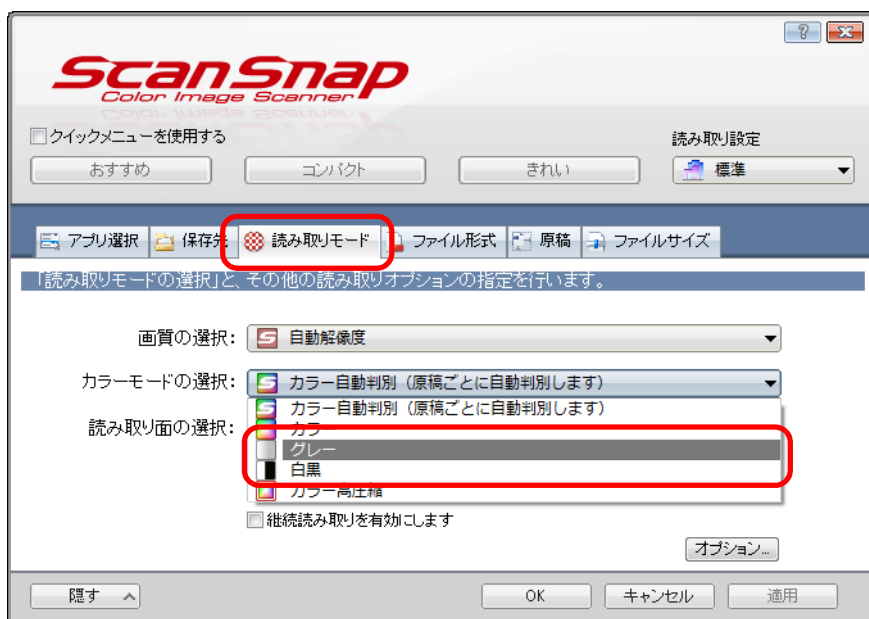 ScanSnap
Color Image Scanner
クイックメニューを使用する
読み取り設定
おすすめ
コンパクト
きれい
標準
アプリ選択
保存先
読み取りモード
ファイル形式
原稿
ファイルサイズ
「読み取りモードの選択」と、その他の読み取りオプションの指定を行います。
画質の選択:
自動解像度
カラーモードの選択:
カラー自動判別（原稿ごとに自動判別します）
カラー自動判別（原稿ごとに自動判別します）
読み取り面の選択:
カラー
グレー
白黒
カラー高圧縮
継続読み取りを有効にします
オプション...
隠す
OK
キャンセル
適用